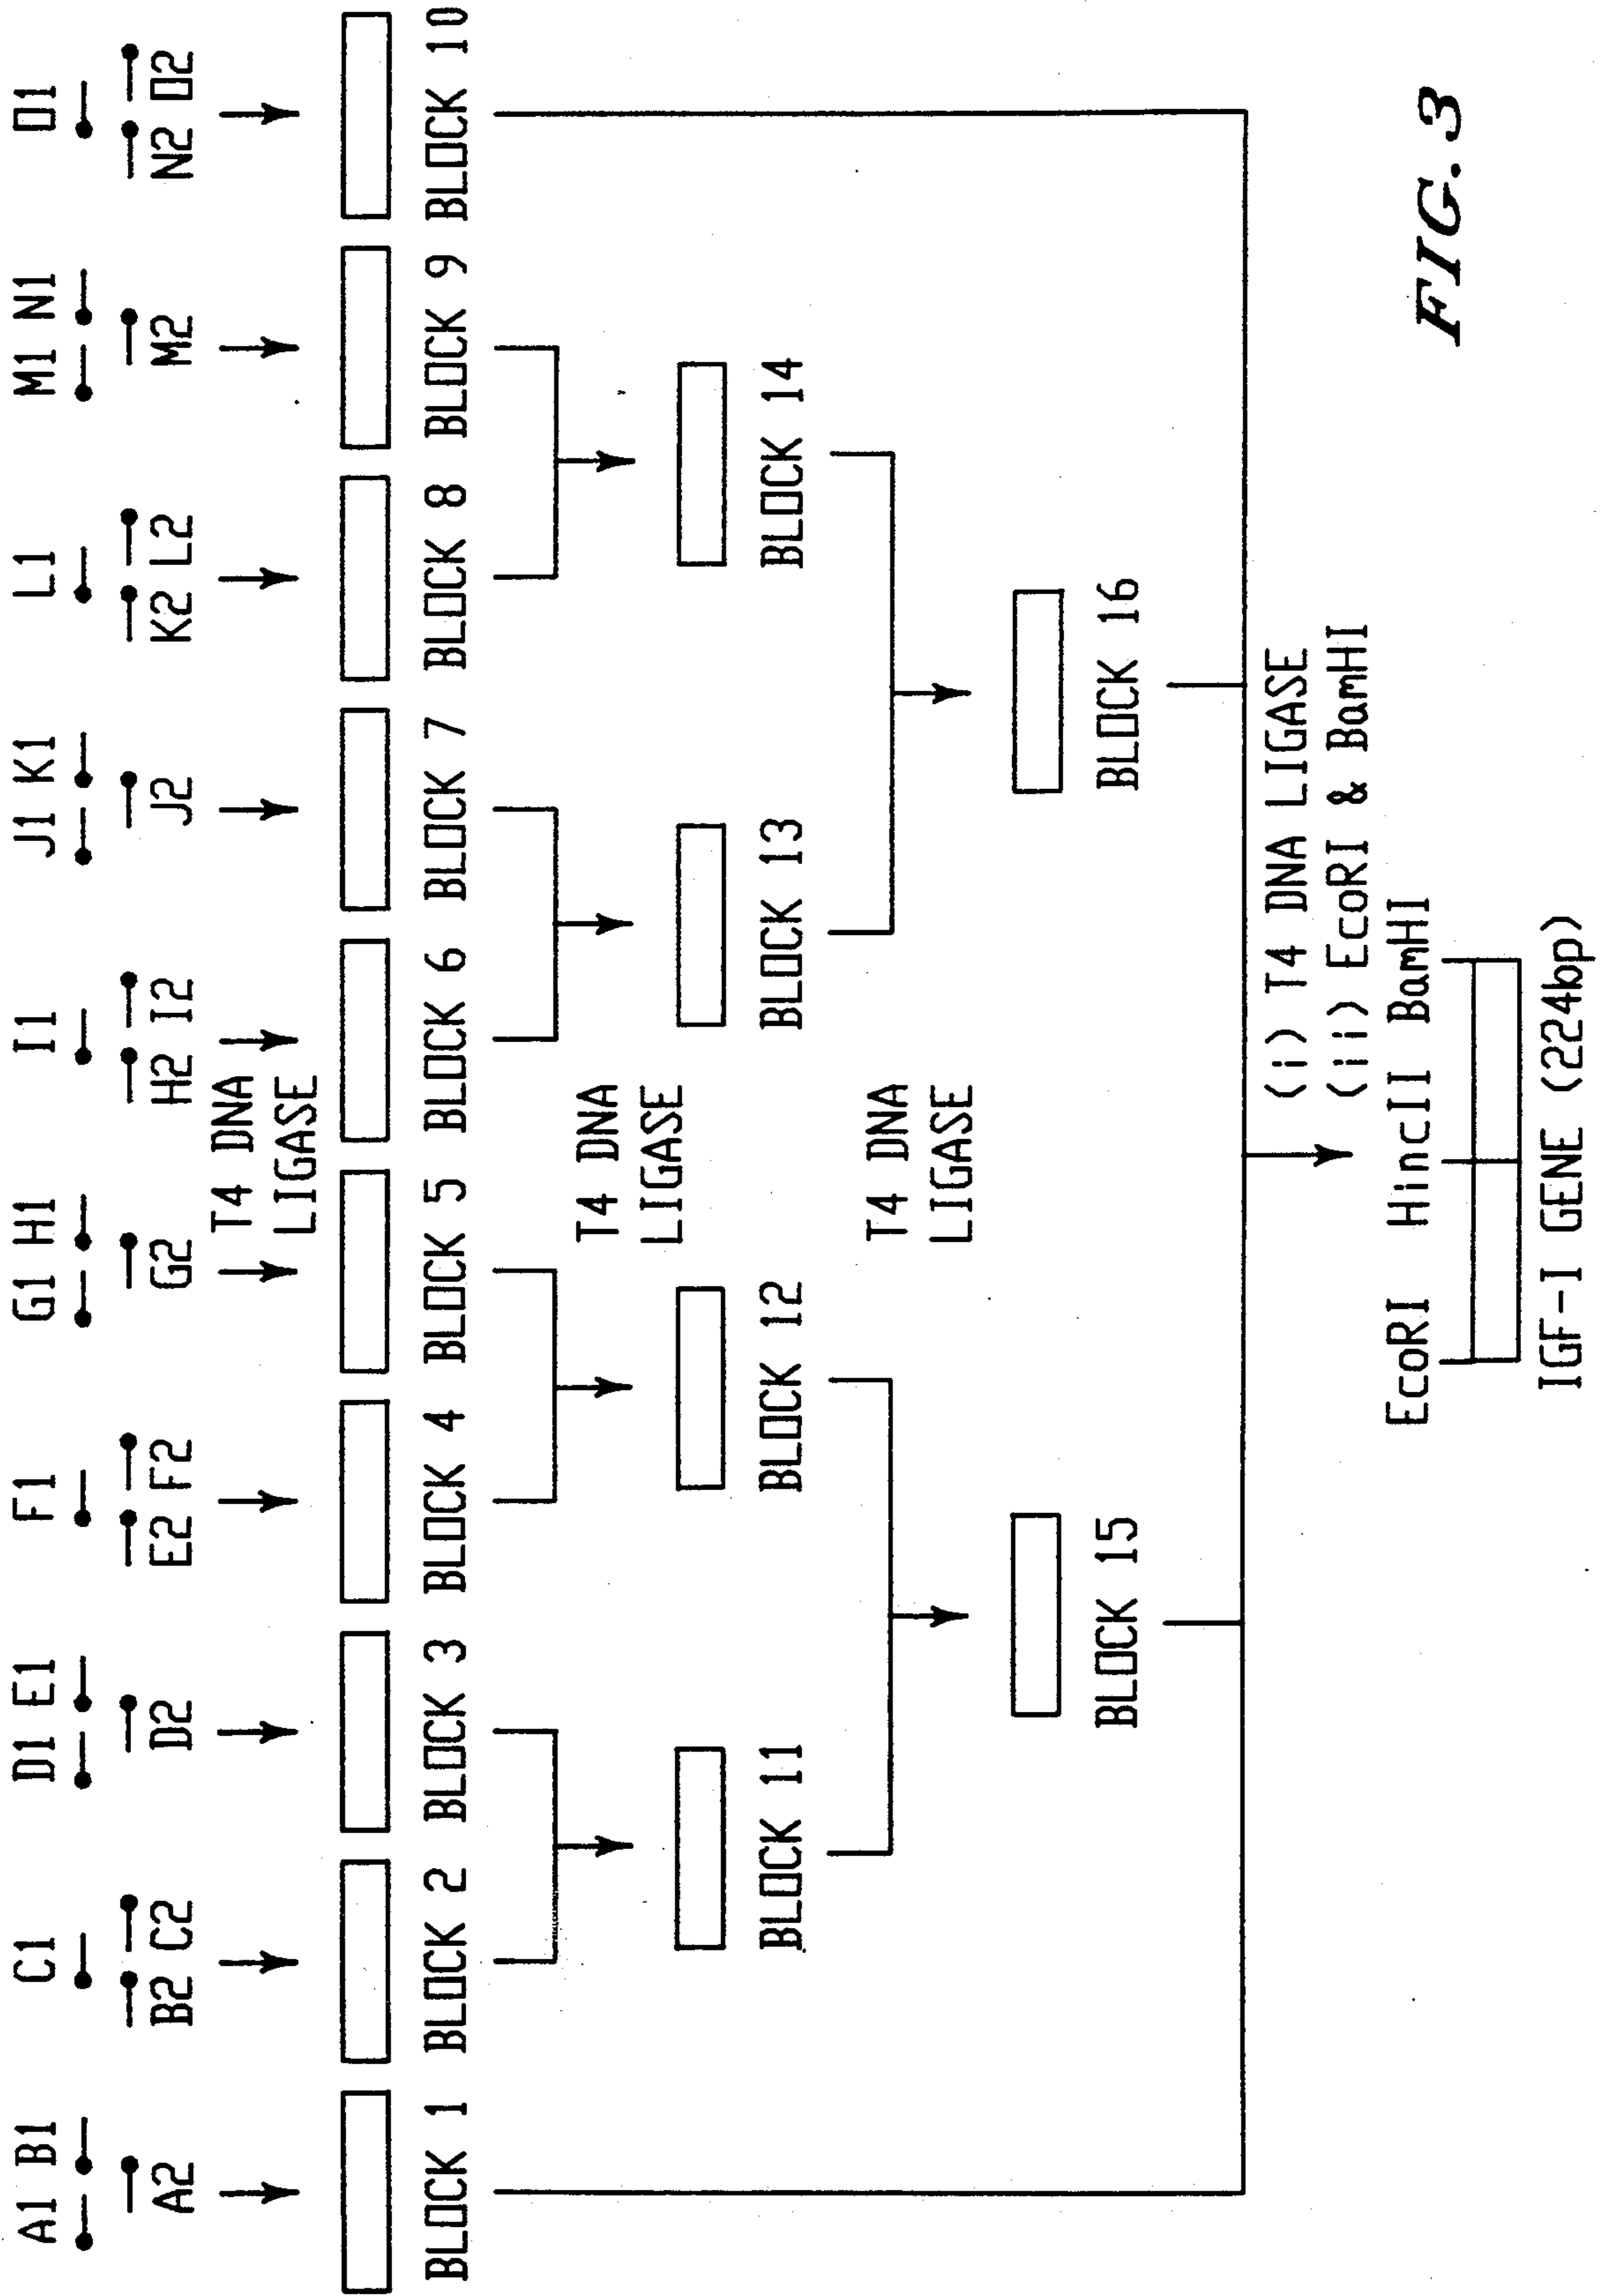 A1 B1
C1
D1 E1
F1
G1 H1
I1
J1 K1
L1
M1 N1
O1
A2
B2 C2
D2
E2 F2
G2
H2 I2
J2
K2 L2
M2
N2 O2
T4 DNA
LIGASE
BLOCK 1
BLOCK 2
BLOCK 3
BLOCK 4
BLOCK 5
BLOCK 6
BLOCK 7
BLOCK 8
BLOCK 9
BLOCK 10
T4 DNA
LIGASE
BLOCK 11
BLOCK 12
BLOCK 13
BLOCK 14
T4 DNA
LIGASE
BLOCK 15
BLOCK 16
(i) T4 DNA LIGASE
(ii) EcoRI & BamHI
EcoRI HincII BamHI
IGF-I GENE (224bp)
FIG. 3